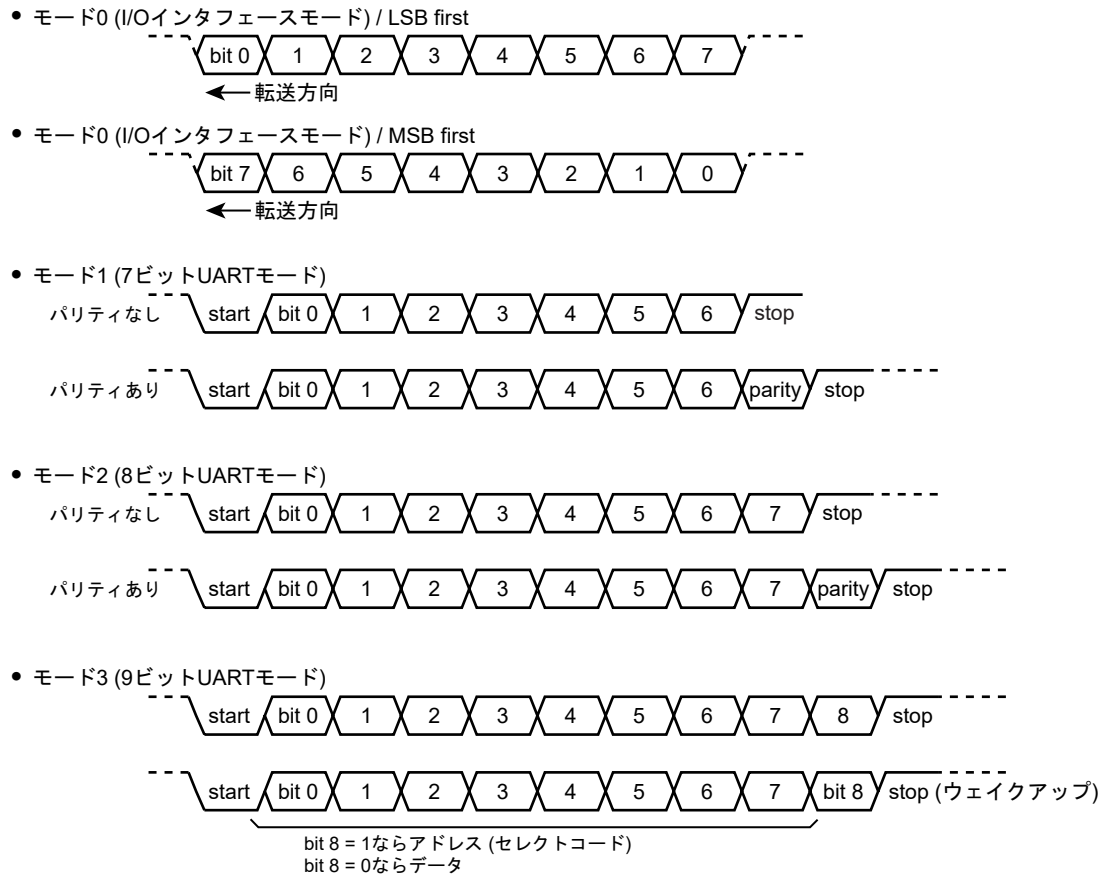 • モード0 (I/Oインタフェースモード) / LSB first
bit 0 1 2 3 4 5 6 7
転送方向
• モード0 (I/Oインタフェースモード) / MSB first
bit 7 6 5 4 3 2 1 0
転送方向
• モード1 (7ビットUARTモード)
パリティなし start bit 0 1 2 3 4 5 6 stop
パリティあり start bit 0 1 2 3 4 5 6 parity stop
• モード2 (8ビットUARTモード)
パリティなし start bit 0 1 2 3 4 5 6 7 stop
パリティあり start bit 0 1 2 3 4 5 6 7 parity stop
• モード3 (9ビットUARTモード)
start bit 0 1 2 3 4 5 6 7 8 stop
start bit 0 1 2 3 4 5 6 7 bit 8 stop (ウェイクアップ)
bit 8 = 1ならアドレス (セレクトコード)
bit 8 = 0ならデータ